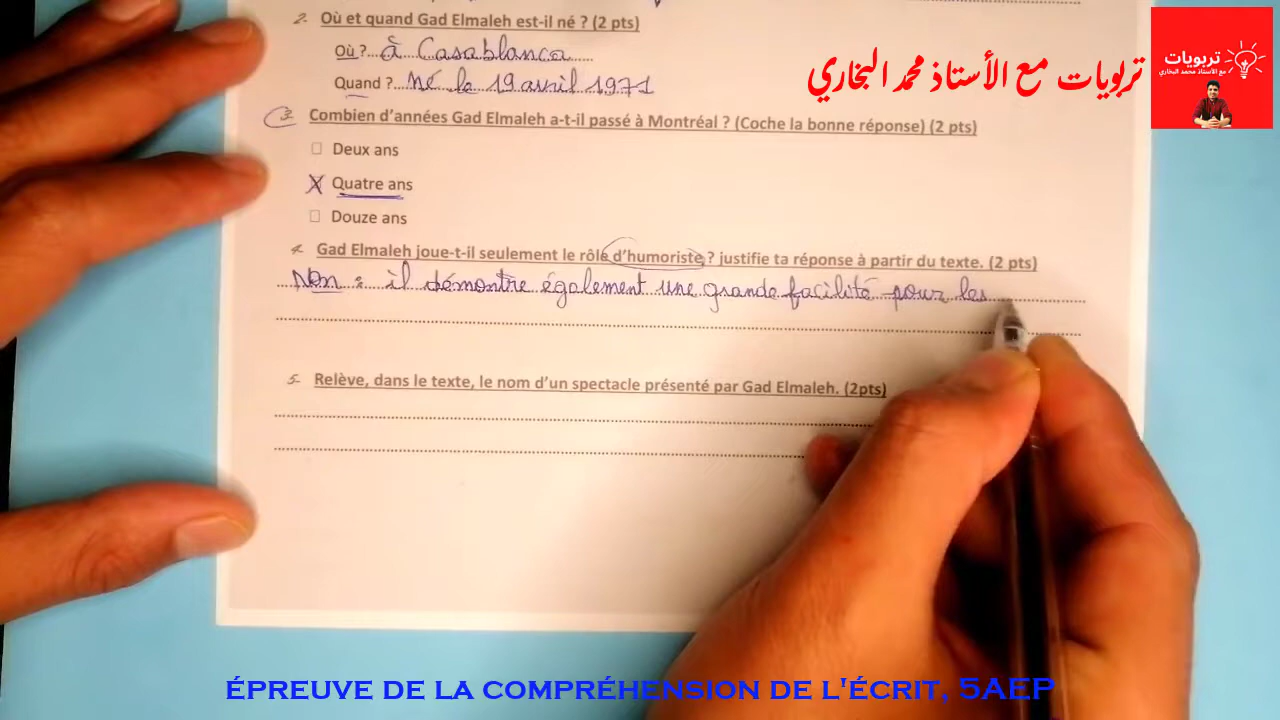 2. Où et quand Gad Elmaleh est-il né ? (2 pts)
Où ?....à Casablanca
Quand ?...Né le 19 avril 1971
3. Combien d'années Gad Elmaleh a-t-il passé à Montréal ? (Coche la bonne réponse) (2 pts)
Deux ans
X Quatre ans
Douze ans
4. Gad Elmaleh joue-t-il seulement le rôle d'humoriste ? justifie ta réponse à partir du texte. (2 pts)
Non : il démontre également une grande facilité pour les
5. Relève, dans le texte, le nom d'un spectacle présenté par Gad Elmaleh. (2pts)
تربويات مع الأستاذ محمد البخاري
تربويات
مع الأستاذ محمد البخاري
ÉPREUVE DE LA COMPRÉHENSION DE L'ÉCRIT, 5AEP